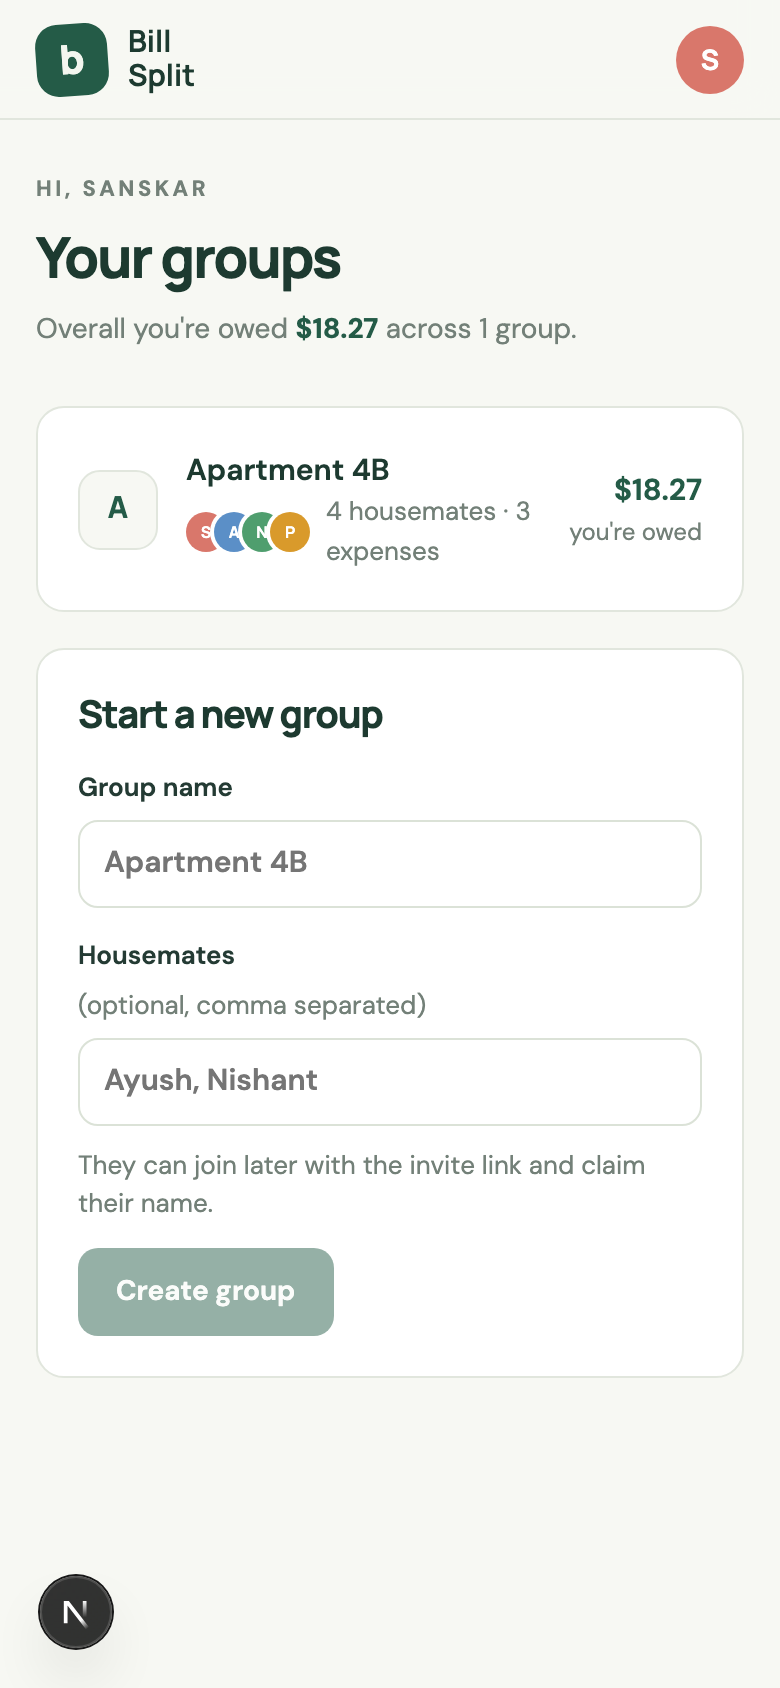 b
Bill
Split
S
HI, SANSKAR
Your groups
Overall you're owed $18.27 across 1 group.
A
Apartment 4B
S A N P
4 housemates · 3
expenses
$18.27
you're owed
Start a new group
Group name
Apartment 4B
Housemates
(optional, comma separated)
Ayush, Nishant
They can join later with the invite link and claim
their name.
Create group
N